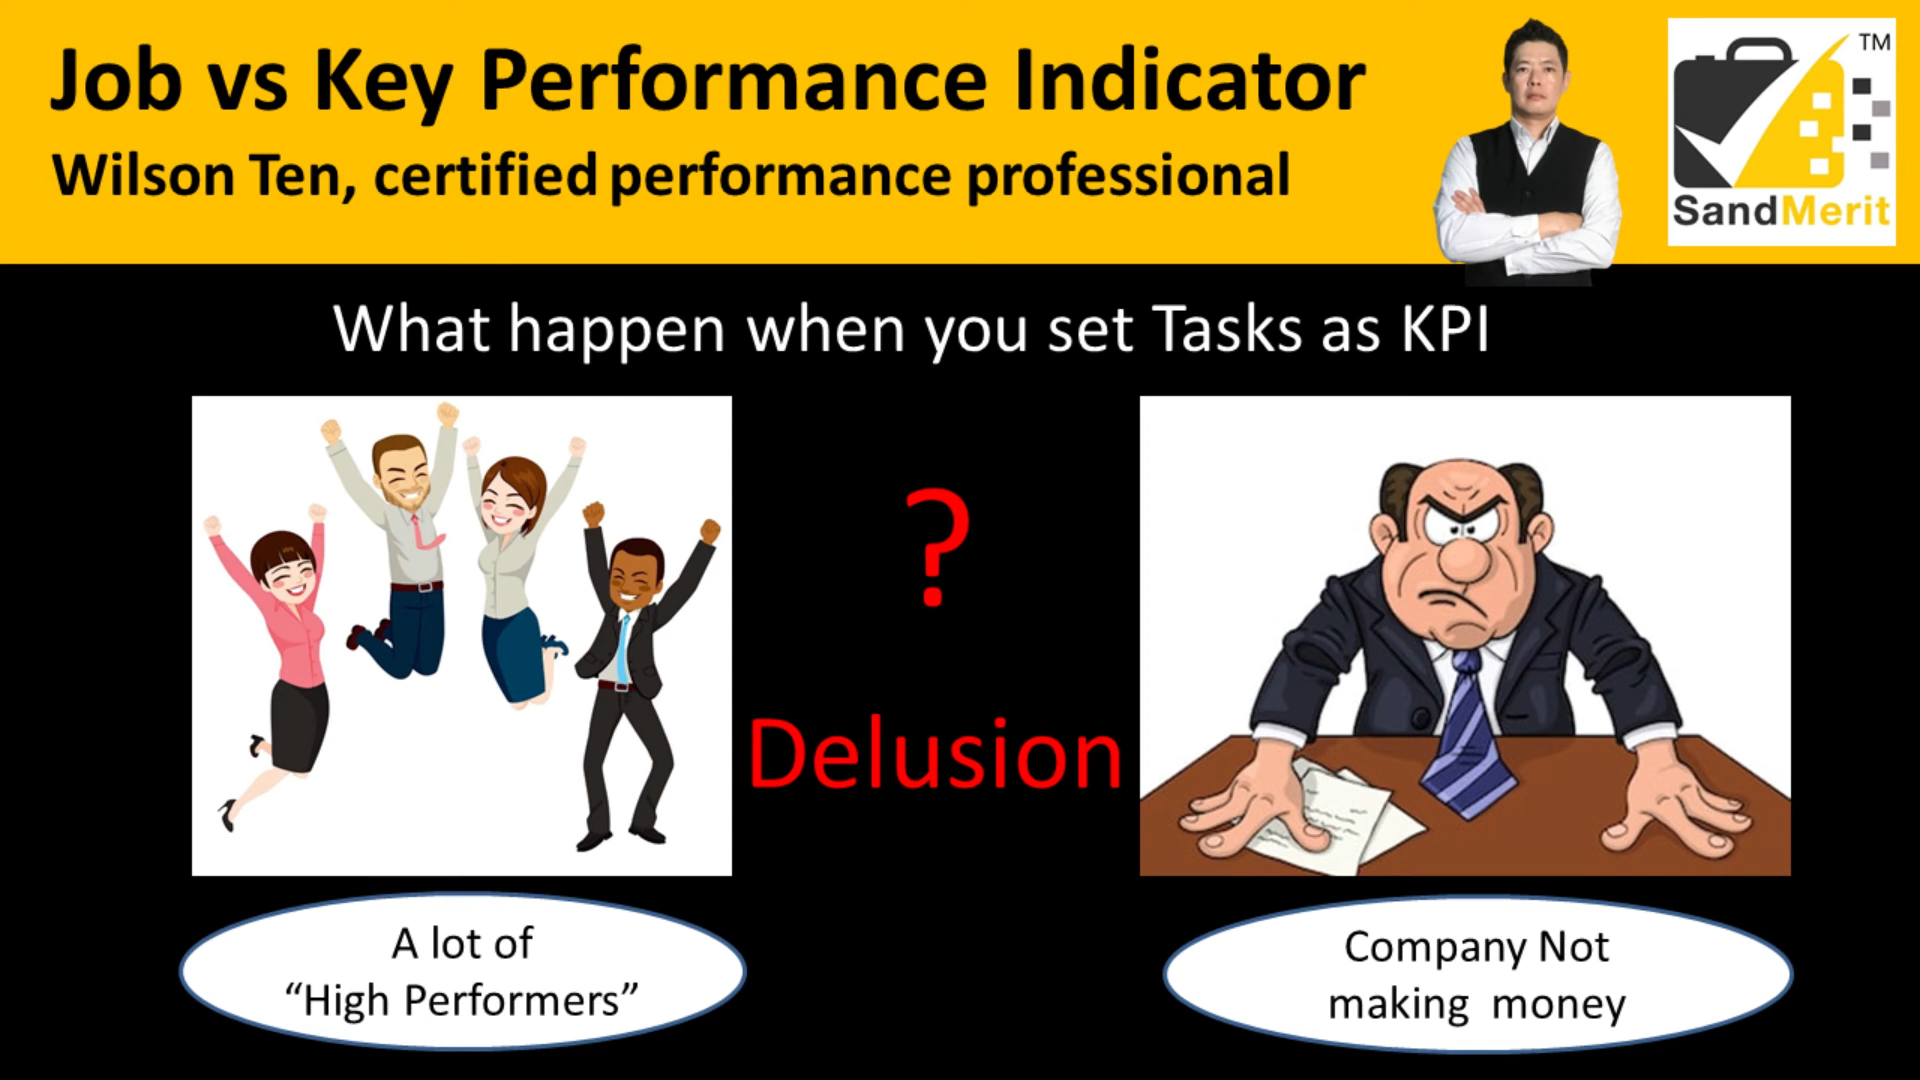 Job vs Key Performance Indicator
Wilson Ten, certified performance professional
TM
SandMerit
What happen when you set Tasks as KPI
?
Delusion
A lot of
“High Performers”
Company Not
making  money